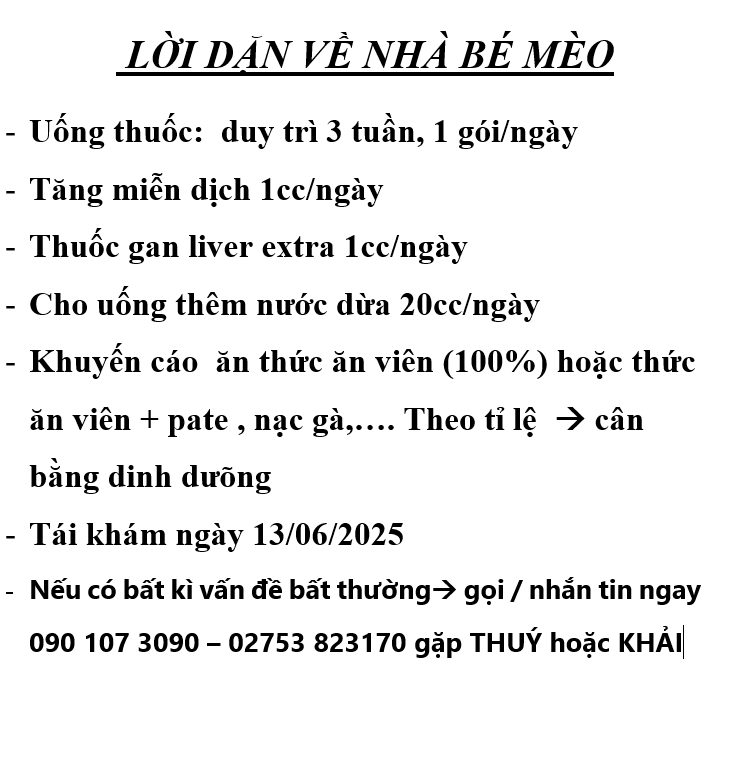 LỜI DẶN VỀ NHÀ BÉ MÈO
- Uống thuốc: duy trì 3 tuần, 1 gói/ngày
- Tăng miễn dịch 1cc/ngày
- Thuốc gan liver extra 1cc/ngày
- Cho uống thêm nước dừa 20cc/ngày
- Khuyến cáo ăn thức ăn viên (100%) hoặc thức
ăn viên + pate , nạc gà,…. Theo tỉ lệ → cân
bằng dinh dưõng
- Tái khám ngày 13/06/2025
- Nếu có bất kì vấn đề bất thường→ gọi / nhắn tin ngay
090 107 3090 – 02753 823170 gặp THUÝ hoặc KHẢI